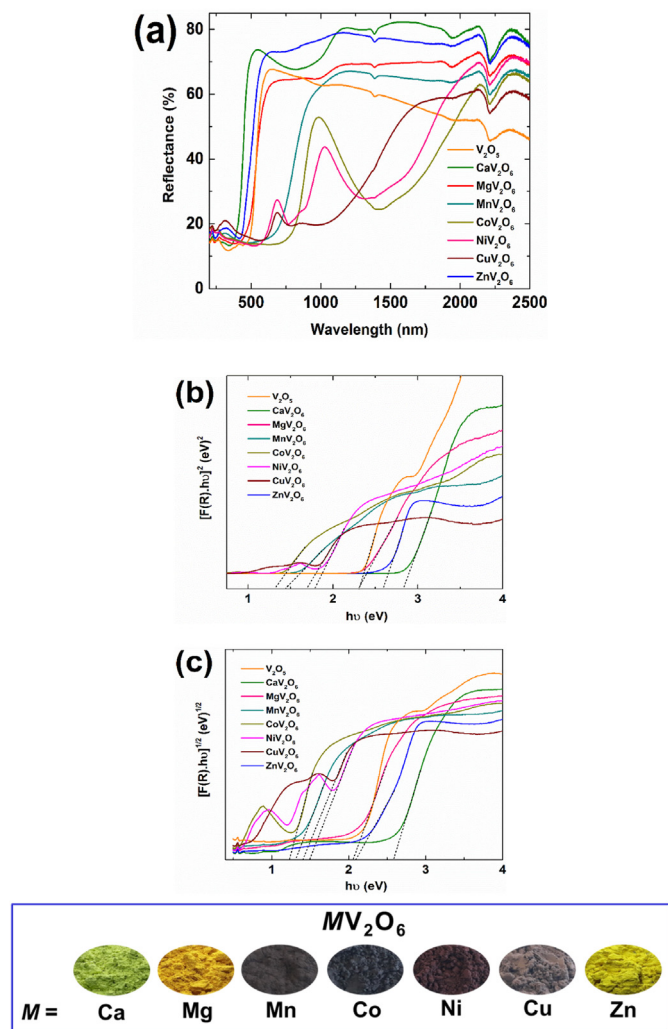 (a)
80
60
40
20
0
Reflectance (%)
V₂O₅
CaV₂O₆
MgV₂O₆
MnV₂O₆
CoV₂O₆
NiV₂O₆
CuV₂O₆
ZnV₂O₆
500 1000 1500 2000 2500
Wavelength (nm)
(b)
[F(R).hυ]² (eV)²
V₂O₅
CaV₂O₆
MgV₂O₆
MnV₂O₆
CoV₂O₆
NiV₂O₆
CuV₂O₆
ZnV₂O₆
1 2 3 4
hυ (eV)
(c)
[F(R).hυ]^1/2 (eV)^1/2
V₂O₅
CaV₂O₆
MgV₂O₆
MnV₂O₆
CoV₂O₆
NiV₂O₆
CuV₂O₆
ZnV₂O₆
1 2 3 4
hυ (eV)
MV₂O₆
M = Ca Mg Mn Co Ni Cu Zn